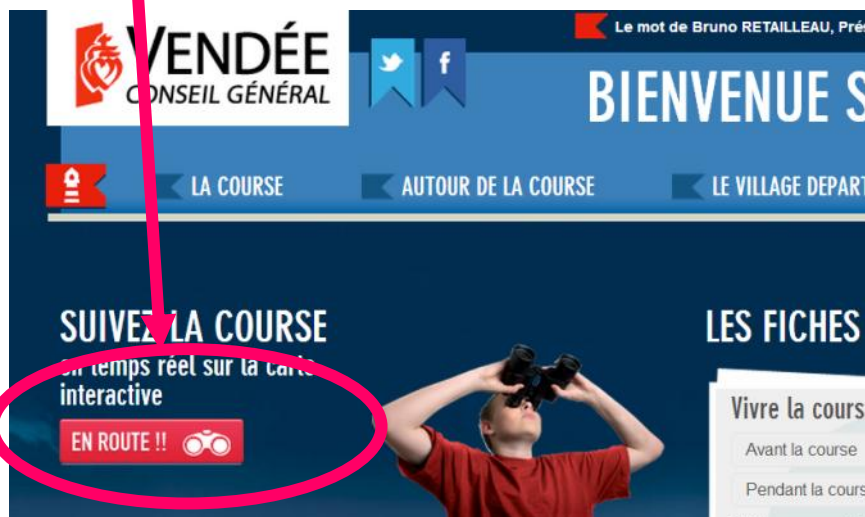 Le mot de Bruno RETAILLEAU, Prés
VENDÉE
CONSEIL GÉNÉRAL
f
BIENVENUE S
LA COURSE
AUTOUR DE LA COURSE
LE VILLAGE DEPART
SUIVEZ LA COURSE
en temps réel sur la carte
interactive
EN ROUTE !!
LES FICHES
Vivre la cours
Avant la course
Pendant la cours